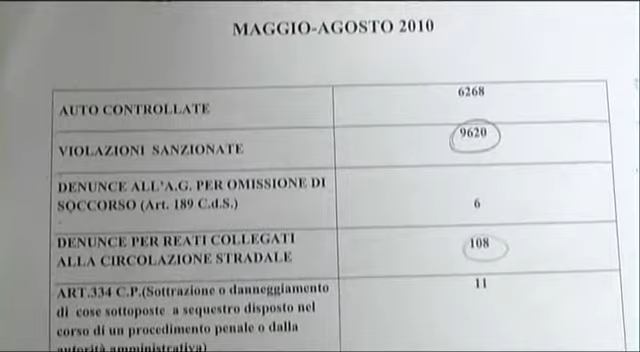 MAGGIO-AGOSTO 2010
AUTO CONTROLLATE 6268
VIOLAZIONI SANZIONATE 9620
DENUNCE ALL'A.G. PER OMISSIONE DI
SOCCORSO (Art. 189 C.d.S.) 6
DENUNCE PER REATI COLLEGATI
ALLA CIRCOLAZIONE STRADALE 108
ART.334 C.P.(Sottrazione o danneggiamento 11
di cose sottoposte a sequestro disposto nel
corso di un procedimento penale o dalla
autorità amministrativa)